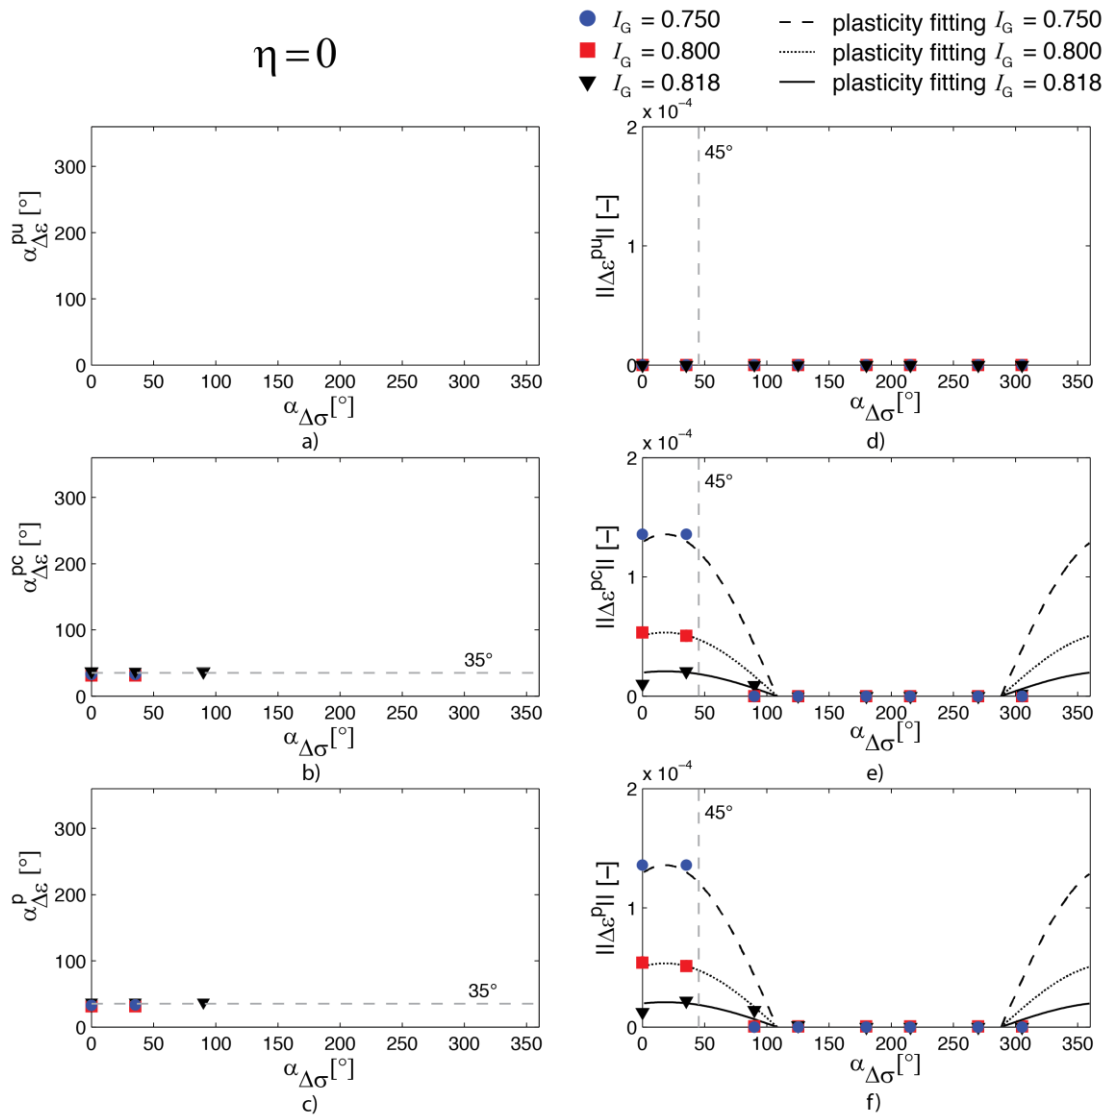 η=0
I_G = 0.750
I_G = 0.800
I_G = 0.818
plasticity fitting I_G = 0.750
plasticity fitting I_G = 0.800
plasticity fitting I_G = 0.818
300
200
100
0
α^pu_Δε [°]
0 50 100 150 200 250 300 350
α_Δσ[°]
a)
x 10⁻⁴
2
1
0
||Δε^pu|| [–]
45°
0 50 100 150 200 250 300 350
α_Δσ[°]
d)
300
200
100
0
α^pc_Δε [°]
35°
0 50 100 150 200 250 300 350
α_Δσ[°]
b)
x 10⁻⁴
2
1
0
||Δε^pc|| [–]
45°
0 50 100 150 200 250 300 350
α_Δσ[°]
e)
300
200
100
0
α^p_Δε [°]
35°
0 50 100 150 200 250 300 350
α_Δσ[°]
c)
x 10⁻⁴
2
1
0
||Δε^p|| [–]
45°
0 50 100 150 200 250 300 350
α_Δσ[°]
f)